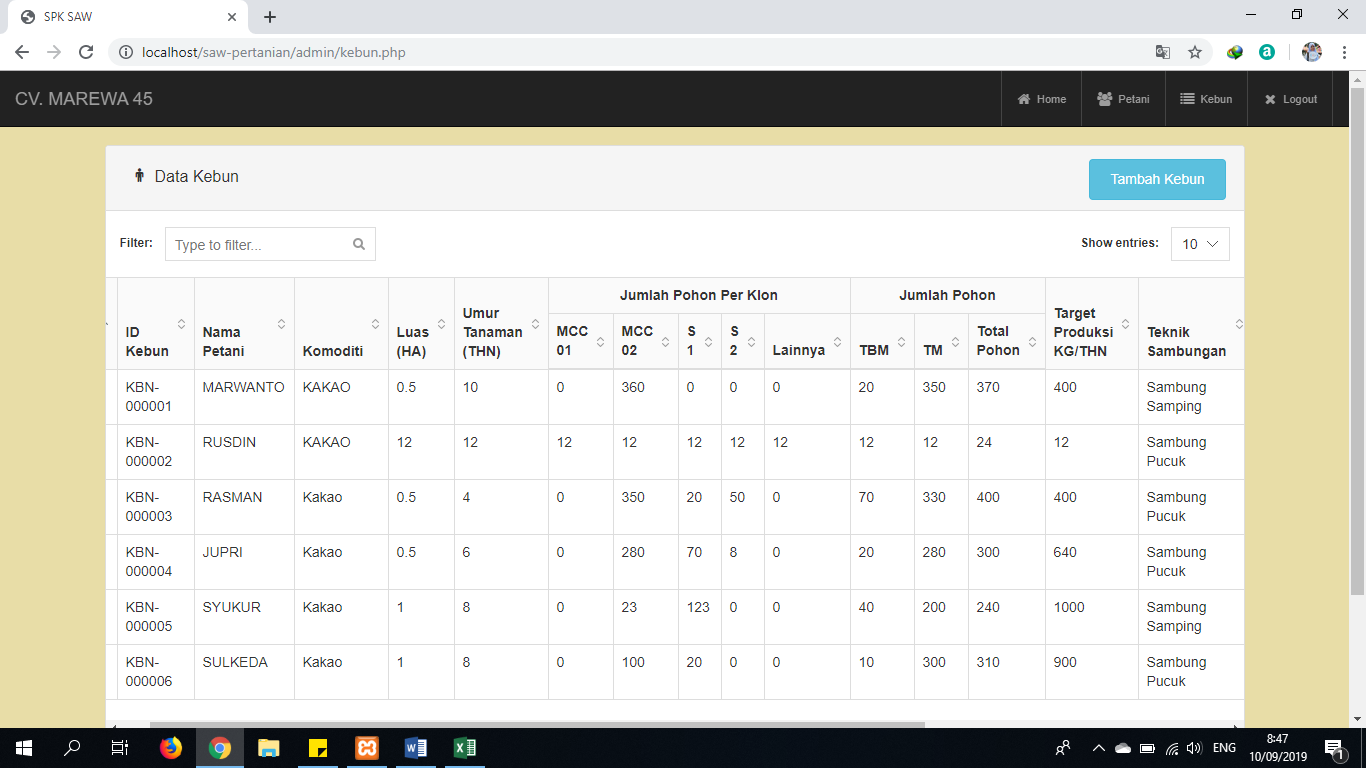 SPK SAW
localhost/saw-pertanian/admin/kebun.php
CV. MAREWA 45
Home
Petani
Kebun
Logout
Data Kebun
Tambah Kebun
Filter:
Type to filter...
Show entries:
10
ID Kebun
Nama Petani
Komoditi
Luas (HA)
Umur Tanaman (THN)
Jumlah Pohon Per Klon
Jumlah Pohon
Target Produksi KG/THN
Teknik Sambungan
MCC 01
MCC 02
S 1
S 2
Lainnya
TBM
TM
Total Pohon
KBN-000001 MARWANTO KAKAO 0.5 10 0 360 0 0 0 20 350 370 400 Sambung Samping
KBN-000002 RUSDIN KAKAO 12 12 12 12 12 12 12 12 12 24 12 Sambung Pucuk
KBN-000003 RASMAN Kakao 0.5 4 0 350 20 50 0 70 330 400 400 Sambung Pucuk
KBN-000004 JUPRI Kakao 0.5 6 0 280 70 8 0 20 280 300 640 Sambung Pucuk
KBN-000005 SYUKUR Kakao 1 8 0 23 123 0 0 40 200 240 1000 Sambung Samping
KBN-000006 SULKEDA Kakao 1 8 0 100 20 0 0 10 300 310 900 Sambung Pucuk
ENG
8:47
10/09/2019
1